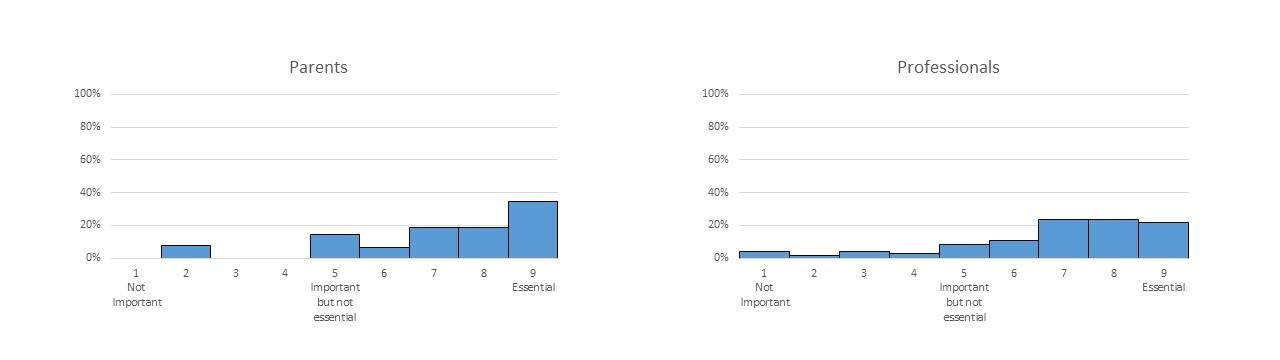 Parents
100%
80%
60%
40%
20%
0%
1 2 3 4 5 6 7 8 9
Not Important but not essential Essential
Important
Professionals
100%
80%
60%
40%
20%
0%
1 2 3 4 5 6 7 8 9
Not Important Essential
Important but not
essential